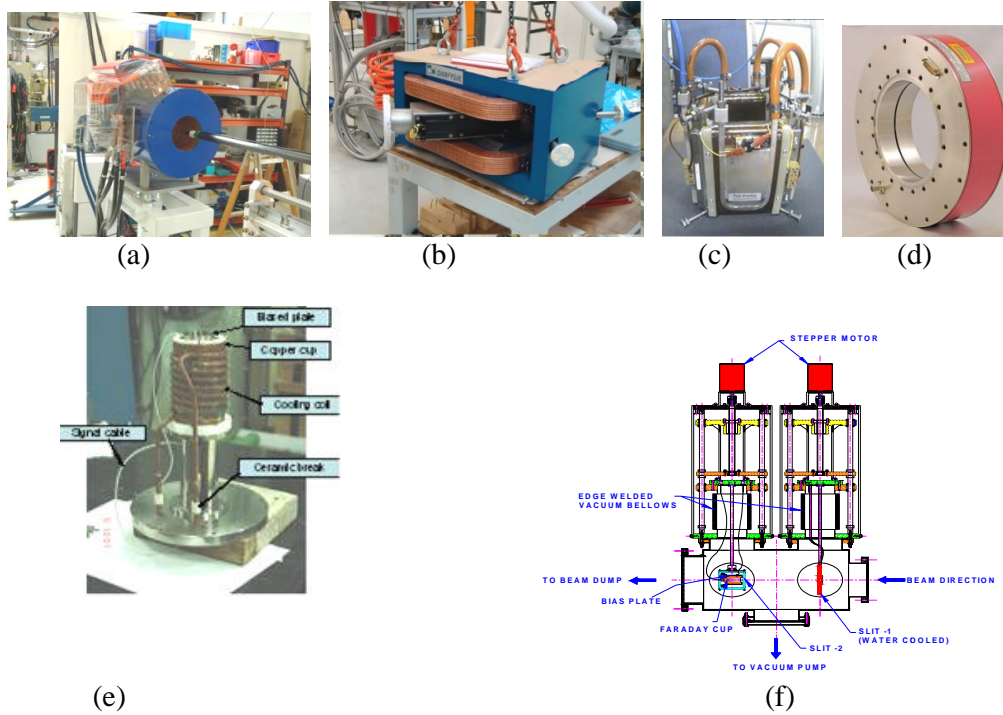 DANFYSIK
(a)
(b)
(c)
(d)
Biased plate
Copper cup
Cooling coil
Signal cable
Ceramic break
STEPPER MOTOR
EDGE WELDED
VACUUM BELLOWS
TO BEAM DUMP
BEAM DIRECTION
BIAS PLATE
FARADAY CUP
SLIT -2
SLIT -1
(WATER COOLED)
TO VACUUM PUMP
(e)
(f)